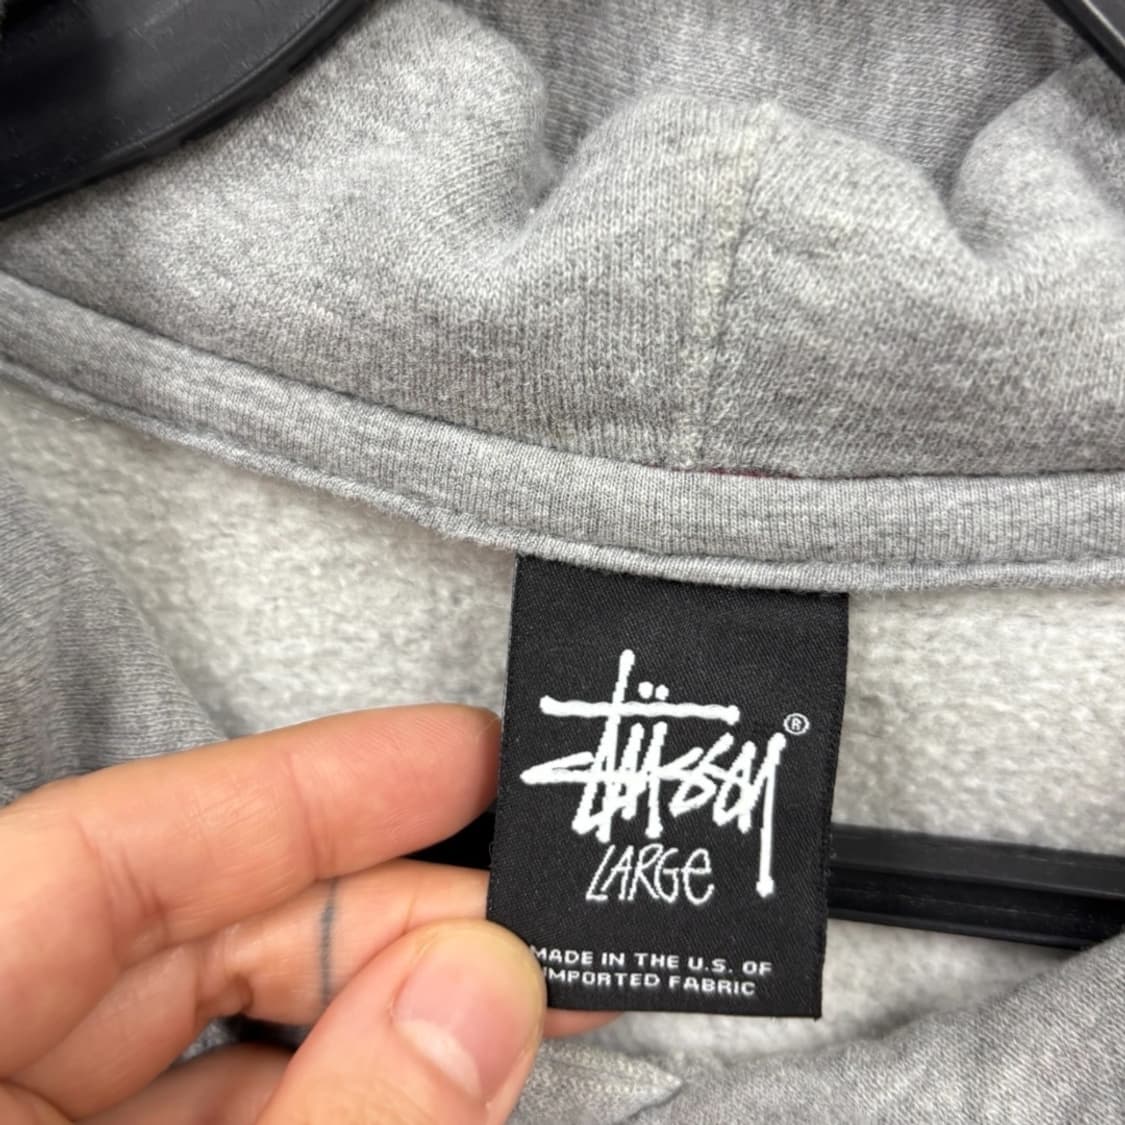 Stüssy ®
LARGE
MADE IN THE U.S. OF
IMPORTED FABRIC